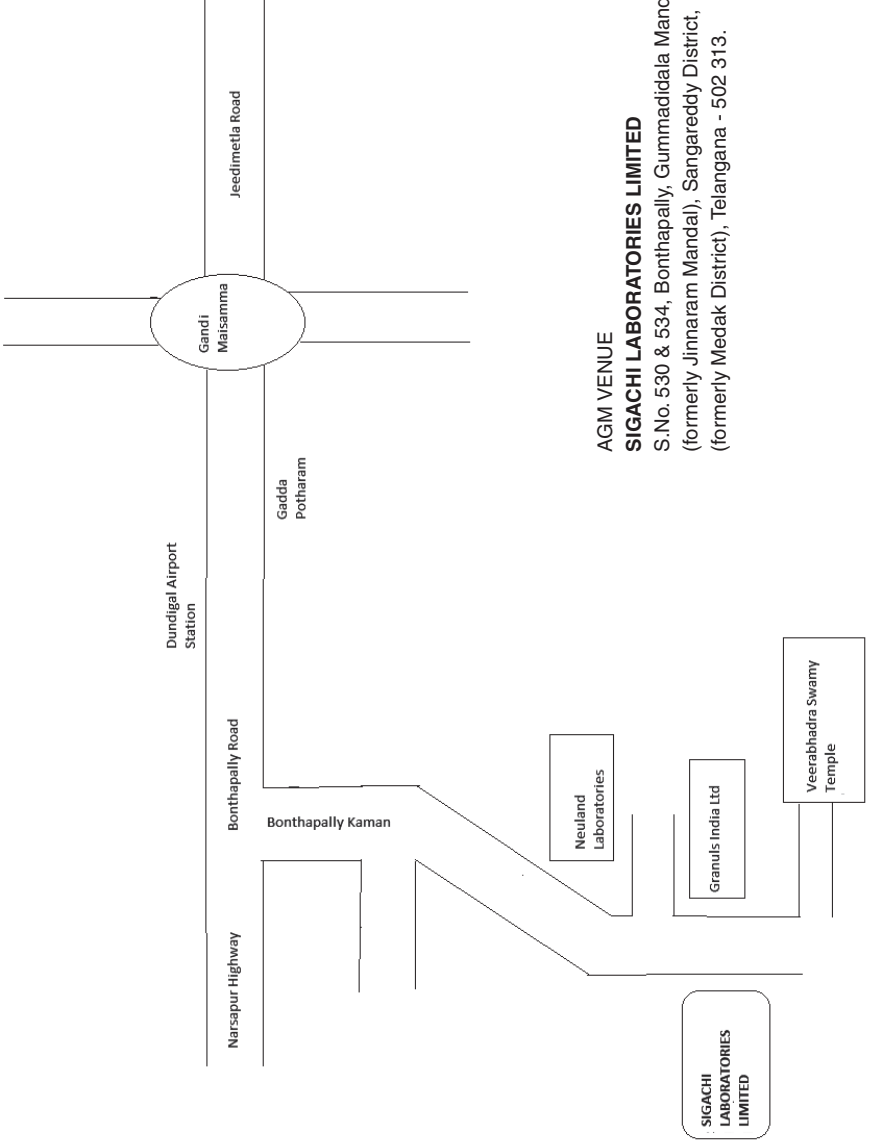 Jeedimetla Road
Gandi
Maisamma
Gadda
Potharam
Dundigal Airport
Station
Bonthapally Road
Bonthapally Kaman
Narsapur Highway
Neuland
Laboratories
Granuls India Ltd
Veerabhadra Swamy
Temple
SIGACHI
LABORATORIES
LIMITED
AGM VENUE
SIGACHI LABORATORIES LIMITED
S.No. 530 & 534, Bonthapally, Gummadidala Mand
(formerly Jinnaram Mandal), Sangareddy District,
(formerly Medak District), Telangana - 502 313.